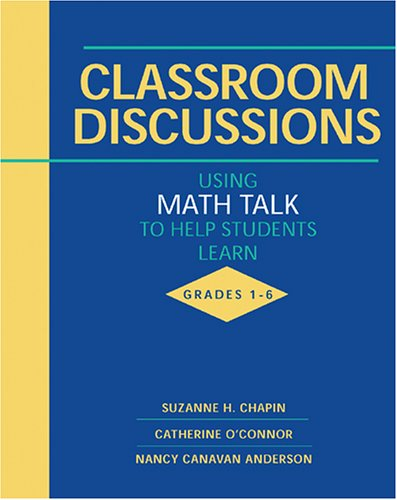 CLASSROOM
DISCUSSIONS
USING
MATH TALK
TO HELP STUDENTS
LEARN
GRADES 1-6
SUZANNE H. CHAPIN
CATHERINE O'CONNOR
NANCY CANAVAN ANDERSON